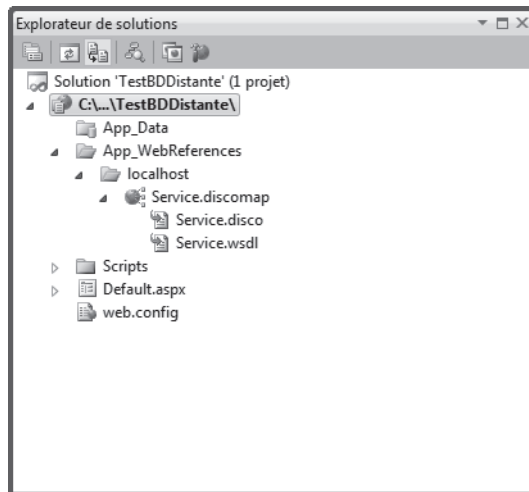 Explorateur de solutions
Solution 'TestBDDistante' (1 projet)
C:\...\TestBDDistante\
App_Data
App_WebReferences
localhost
Service.discomap
Service.disco
Service.wsdl
Scripts
Default.aspx
web.config